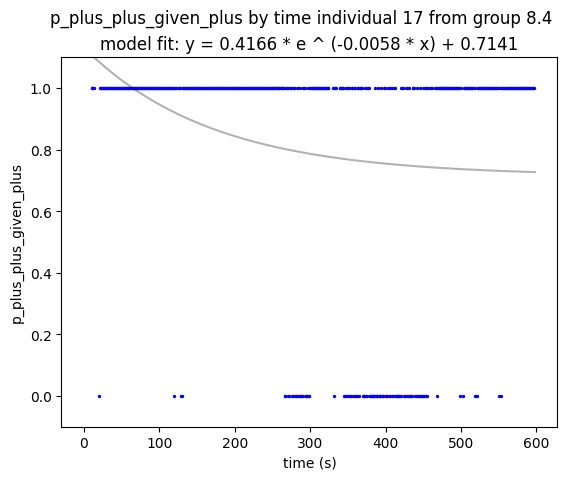 p_plus_plus_given_plus by time individual 17 from group 8.4
model fit: y = 0.4166 * e ^ (-0.0058 * x) + 0.7141
p_plus_plus_given_plus
1.0
0.8
0.6
0.4
0.2
0.0
0 100 200 300 400 500 600
time (s)